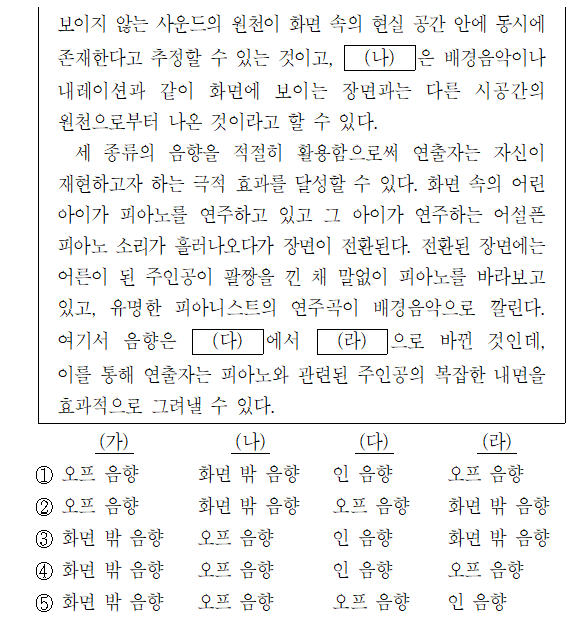 보이지 않는 사운드의 원천이 화면 속의 현실 공간 안에 동시에
존재한다고 추정할 수 있는 것이고, (나) 은 배경음악이나
내레이션과 같이 화면에 보이는 장면과는 다른 시공간의
원천으로부터 나온 것이라고 할 수 있다.
세 종류의 음향을 적절히 활용함으로써 연출자는 자신이
재현하고자 하는 극적 효과를 달성할 수 있다. 화면 속의 어린
아이가 피아노를 연주하고 있고 그 아이가 연주하는 어설픈
피아노 소리가 흘러나오다가 장면이 전환된다. 전환된 장면에는
어른이 된 주인공이 팔짱을 낀 채 말없이 피아노를 바라보고
있고, 유명한 피아니스트의 연주곡이 배경음악으로 깔린다.
여기서 음향은 (다) 에서 (라) 으로 바뀐 것인데,
이를 통해 연출자는 피아노와 관련된 주인공의 복잡한 내면을
효과적으로 그려낼 수 있다.
(가) (나) (다) (라)
① 오프 음향 화면 밖 음향 인 음향 오프 음향
② 오프 음향 화면 밖 음향 오프 음향 화면 밖 음향
③ 화면 밖 음향 오프 음향 인 음향 화면 밖 음향
④ 화면 밖 음향 오프 음향 인 음향 오프 음향
⑤ 화면 밖 음향 오프 음향 오프 음향 인 음향